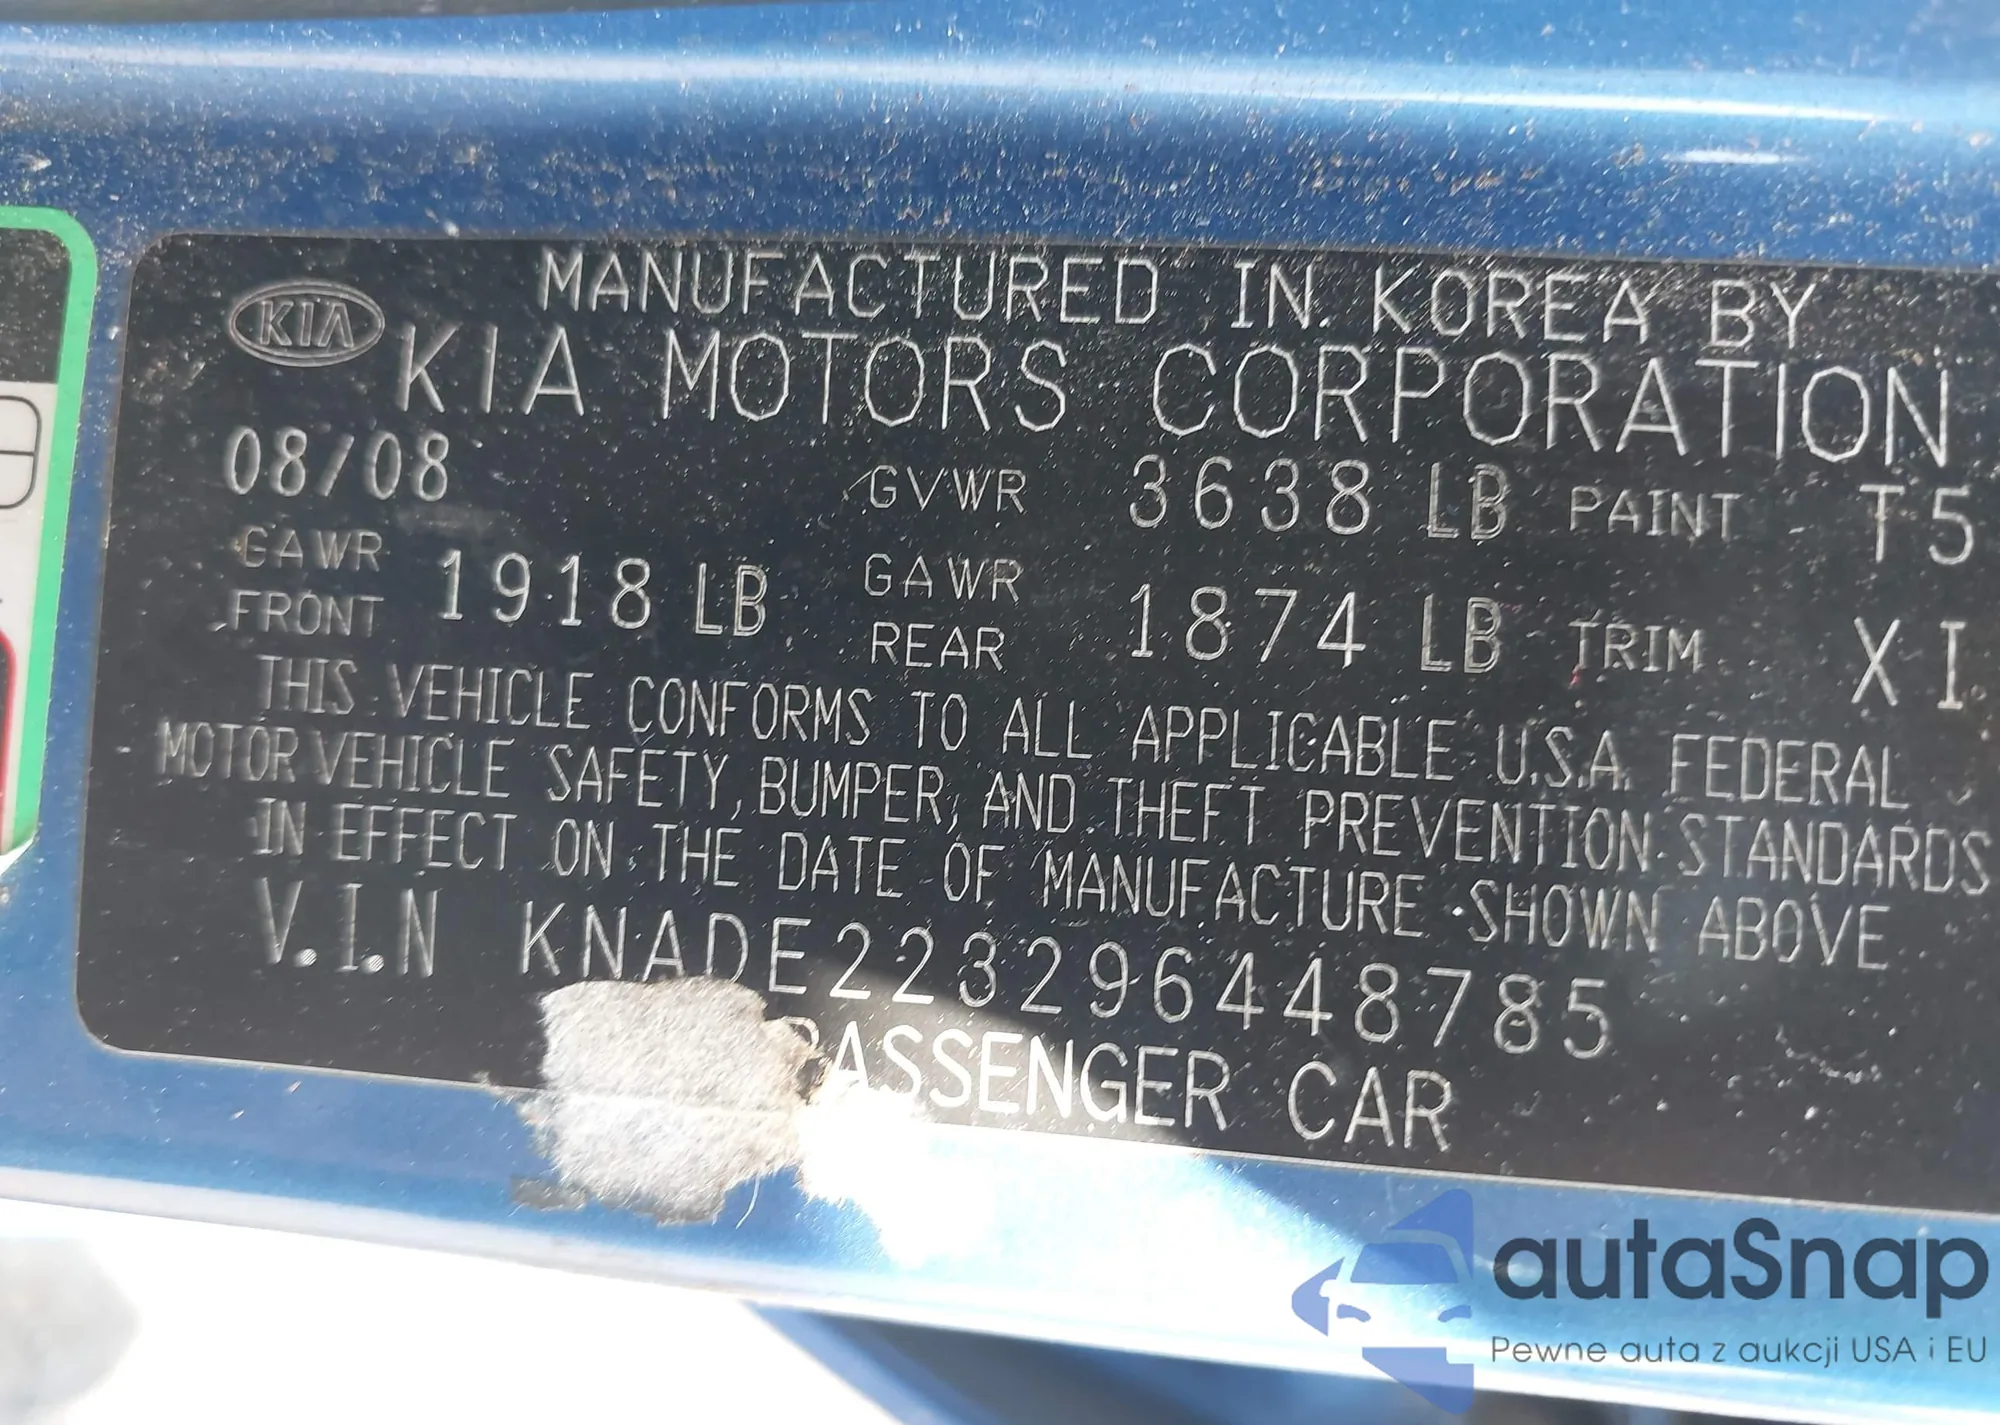 MANUFACTURED IN KOREA BY
KIA
KIA MOTORS CORPORATION
08/08 GVWR 3638 LB PAINT T5
GAWR FRONT 1918 LB GAWR REAR 1874 LB TRIM XI
THIS VEHICLE CONFORMS TO ALL APPLICABLE U.S.A. FEDERAL
MOTOR VEHICLE SAFETY, BUMPER, AND THEFT PREVENTION STANDARDS
IN EFFECT ON THE DATE OF MANUFACTURE SHOWN ABOVE
V.I.N KNADE223296448785
PASSENGER CAR
autaSnap
Pewne auta z aukcji USA i EU